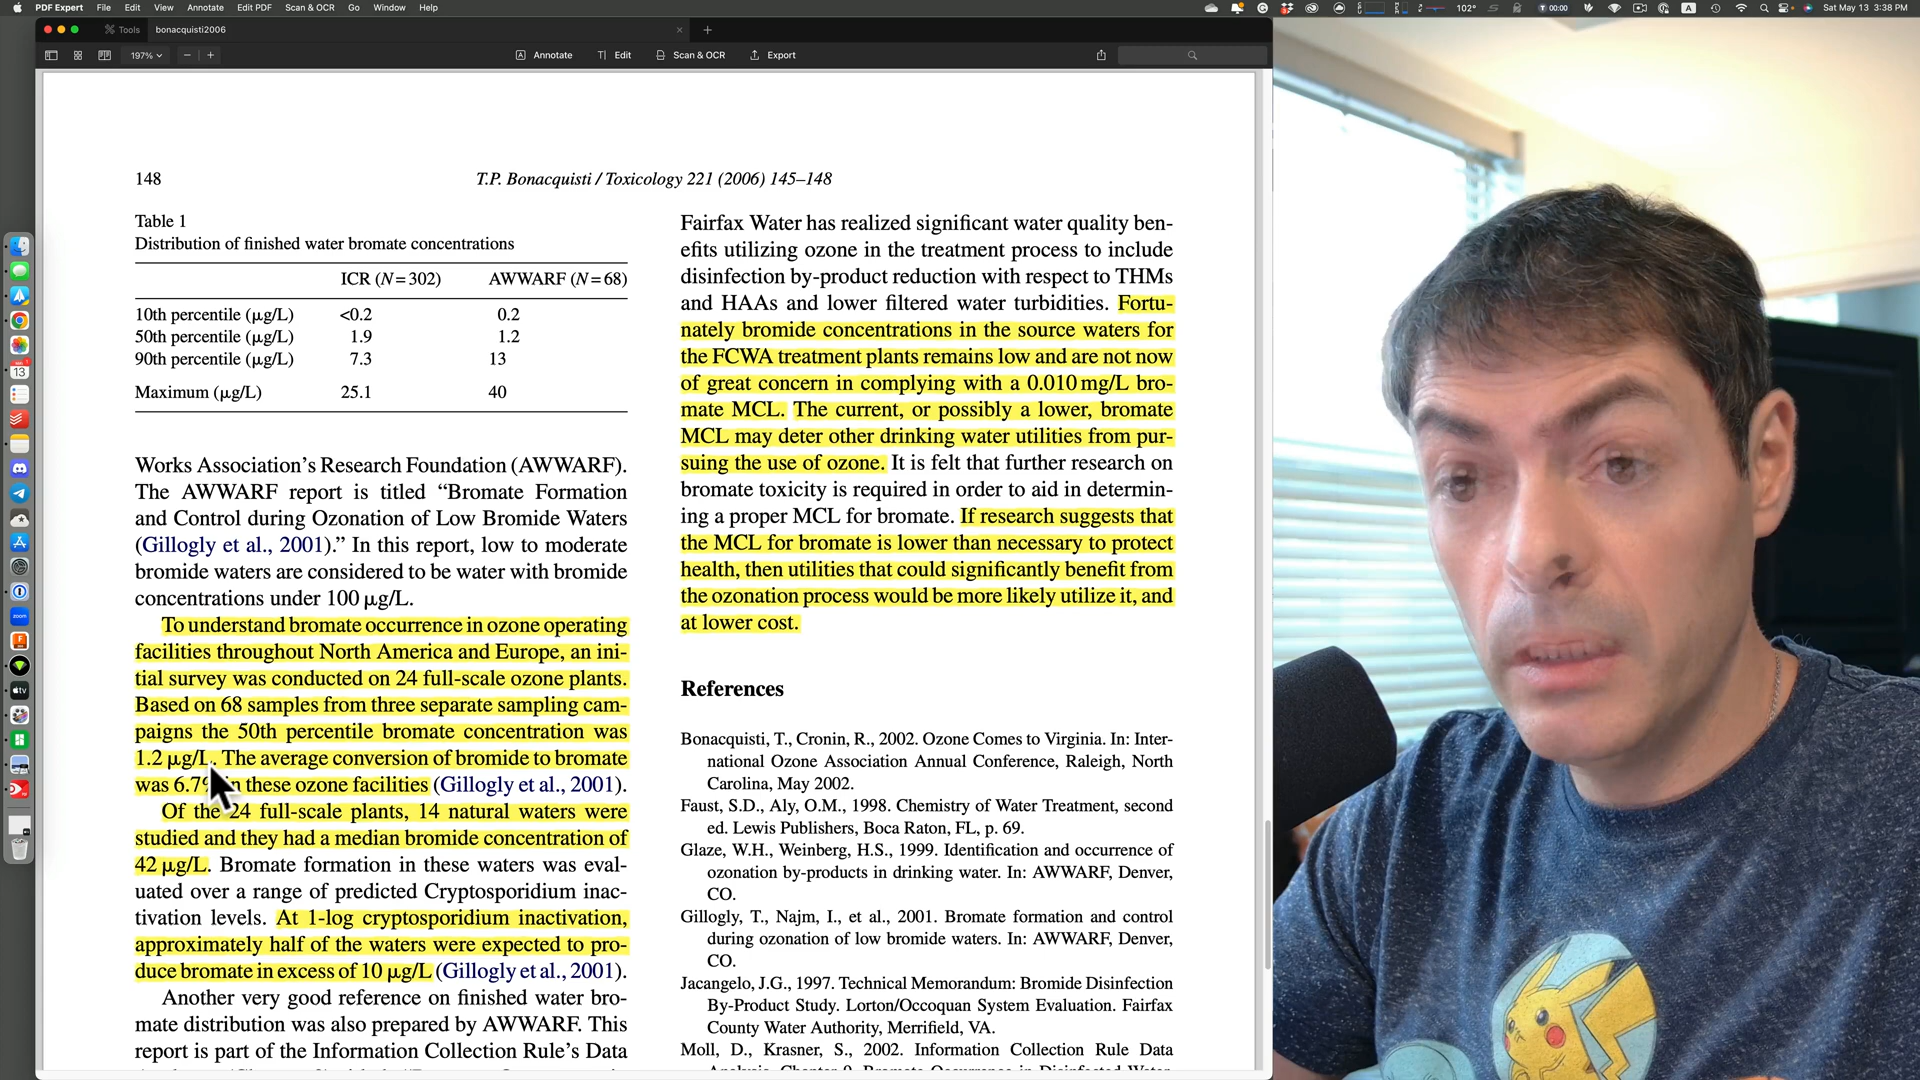 PDF Expert File Edit View Annotate Edit PDF Scan & OCR Go Window Help
102° 00:00 A Sat May 13 3:38 PM
Tools bonacquisti2006
197% Annotate Edit Scan & OCR Export
148 T.P. Bonacquisti / Toxicology 221 (2006) 145–148
Table 1
Distribution of finished water bromate concentrations
ICR (N = 302) AWWARF (N = 68)
10th percentile (μg/L) <0.2 0.2
50th percentile (μg/L) 1.9 1.2
90th percentile (μg/L) 7.3 13
Maximum (μg/L) 25.1 40
Works Association's Research Foundation (AWWARF).
The AWWARF report is titled “Bromate Formation
and Control during Ozonation of Low Bromide Waters
(Gillogly et al., 2001).” In this report, low to moderate
bromide waters are considered to be water with bromide
concentrations under 100 μg/L.
To understand bromate occurrence in ozone operating
facilities throughout North America and Europe, an ini-
tial survey was conducted on 24 full-scale ozone plants.
Based on 68 samples from three separate sampling cam-
paigns the 50th percentile bromate concentration was
1.2 μg/L. The average conversion of bromide to bromate
was 6.7% in these ozone facilities (Gillogly et al., 2001).
Of the 24 full-scale plants, 14 natural waters were
studied and they had a median bromide concentration of
42 μg/L. Bromate formation in these waters was eval-
uated over a range of predicted Cryptosporidium inac-
tivation levels. At 1-log cryptosporidium inactivation,
approximately half of the waters were expected to pro-
duce bromate in excess of 10 μg/L (Gillogly et al., 2001).
Another very good reference on finished water bro-
mate distribution was also prepared by AWWARF. This
report is part of the Information Collection Rule's Data
Fairfax Water has realized significant water quality ben-
efits utilizing ozone in the treatment process to include
disinfection by-product reduction with respect to THMs
and HAAs and lower filtered water turbidities. Fortu-
nately bromide concentrations in the source waters for
the FCWA treatment plants remains low and are not now
of great concern in complying with a 0.010 mg/L bro-
mate MCL. The current, or possibly a lower, bromate
MCL may deter other drinking water utilities from pur-
suing the use of ozone. It is felt that further research on
bromate toxicity is required in order to aid in determin-
ing a proper MCL for bromate. If research suggests that
the MCL for bromate is lower than necessary to protect
health, then utilities that could significantly benefit from
the ozonation process would be more likely utilize it, and
at lower cost.
References
Bonacquisti, T., Cronin, R., 2002. Ozone Comes to Virginia. In: Inter-
national Ozone Association Annual Conference, Raleigh, North
Carolina, May 2002.
Faust, S.D., Aly, O.M., 1998. Chemistry of Water Treatment, second
ed. Lewis Publishers, Boca Raton, FL, p. 69.
Glaze, W.H., Weinberg, H.S., 1999. Identification and occurrence of
ozonation by-products in drinking water. In: AWWARF, Denver,
CO.
Gillogly, T., Najm, I., et al., 2001. Bromate formation and control
during ozonation of low bromide waters. In: AWWARF, Denver,
CO.
Jacangelo, J.G., 1997. Technical Memorandum: Bromide Disinfection
By-Product Study. Lorton/Occoquan System Evaluation. Fairfax
County Water Authority, Merrifield, VA.
Moll, D., Krasner, S., 2002. Information Collection Rule Data